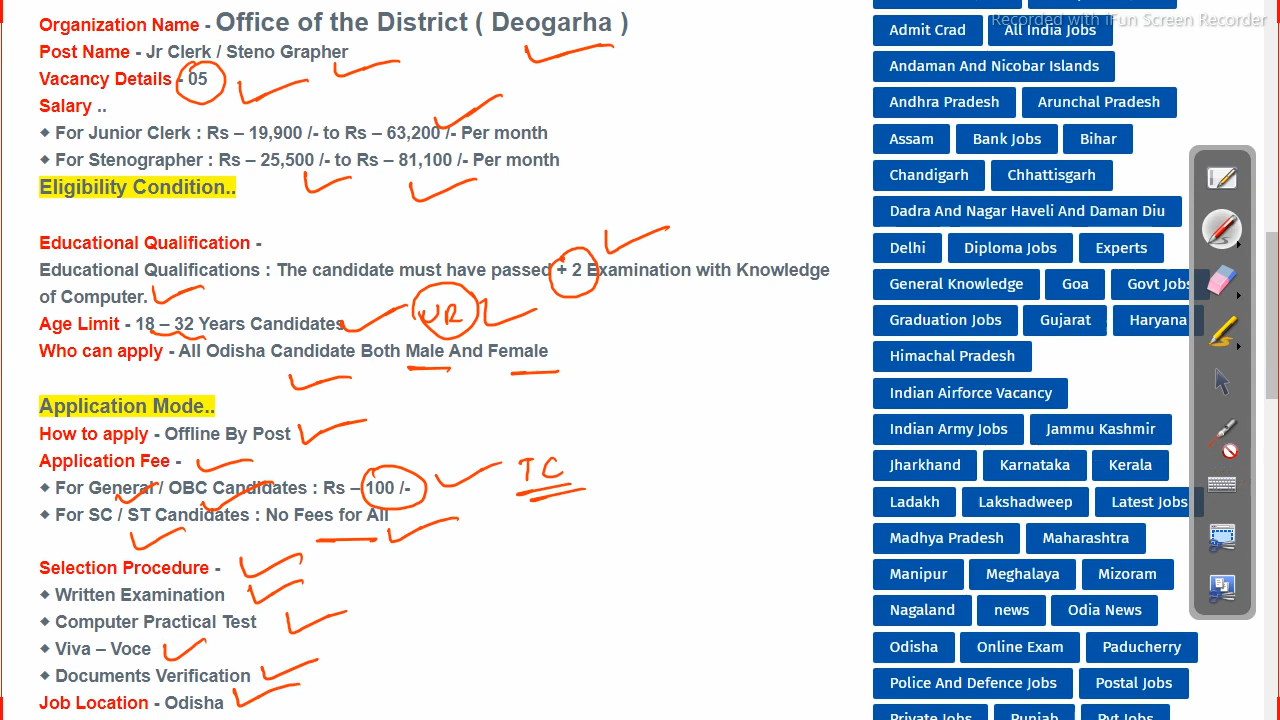 Organization Name - Office of the District ( Deogarha )
Post Name - Jr Clerk / Steno Grapher
Vacancy Details - 05
Salary ..
◆ For Junior Clerk : Rs – 19,900 /- to Rs – 63,200 /- Per month
◆ For Stenographer : Rs – 25,500 /- to Rs – 81,100 /- Per month
Eligibility Condition..
Educational Qualification -
Educational Qualifications : The candidate must have passed + 2 Examination with Knowledge
of Computer.
Age Limit - 18 – 32 Years Candidates
UR
Who can apply - All Odisha Candidate Both Male And Female
Application Mode..
How to apply - Offline By Post
Application Fee -
◆ For General / OBC Candidates : Rs – 100 /-
TC
◆ For SC / ST Candidates : No Fees for All
Selection Procedure -
◆ Written Examination
◆ Computer Practical Test
◆ Viva – Voce
◆ Documents Verification
Job Location - Odisha
Recorded with iFun Screen Recorder
Admit Crad All India Jobs
Andaman And Nicobar Islands
Andhra Pradesh Arunchal Pradesh
Assam Bank Jobs Bihar
Chandigarh Chhattisgarh
Dadra And Nagar Haveli And Daman Diu
Delhi Diploma Jobs Experts
General Knowledge Goa Govt Jobs
Graduation Jobs Gujarat Haryana
Himachal Pradesh
Indian Airforce Vacancy
Indian Army Jobs Jammu Kashmir
Jharkhand Karnataka Kerala
Ladakh Lakshadweep Latest Jobs
Madhya Pradesh Maharashtra
Manipur Meghalaya Mizoram
Nagaland news Odia News
Odisha Online Exam Paducherry
Police And Defence Jobs Postal Jobs
Private Jobs Punjab Pvt Jobs